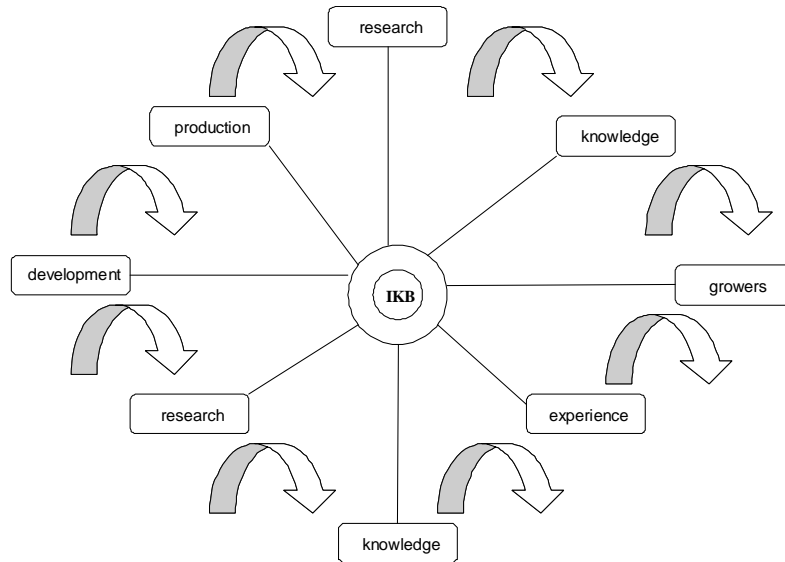 research
production
knowledge
development
growers
IKB
research
experience
knowledge